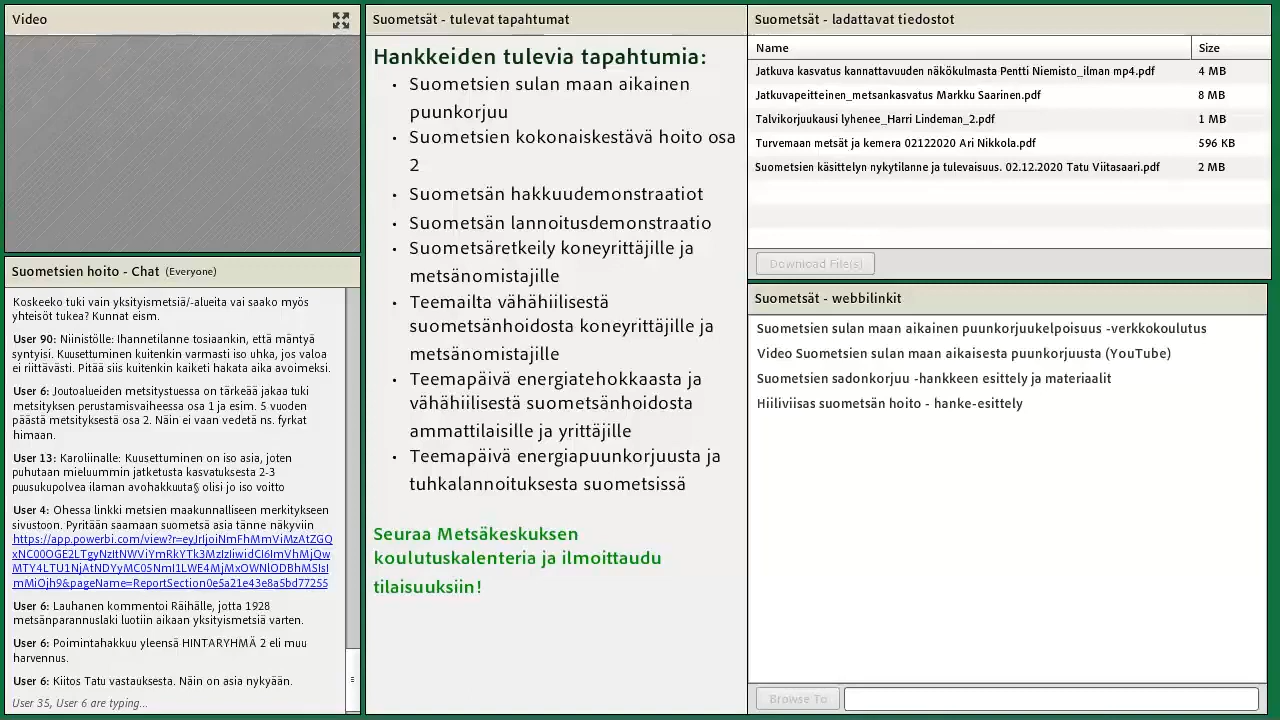 Video
Suometsien hoito - Chat (Everyone)
Koskeeko tuki vain yksityismetsiä/-alueita vai saako myös
yhteisöt tukea? Kunnat eism.
User 90: Niinistölle: Ihannetilanne tosiaankin, että mäntyä
syntyisi. Kuusettuminen kuitenkin varmasti iso uhka, jos valoa
ei riittävästi. Pitää siis kuitenkin kaiketi hakata aika avoimeksi.
User 6: Joutoalueiden metsitystuessa on tärkeää jakaa tuki
metsityksen perustamisvaiheessa osa 1 ja esim. 5 vuoden
päästä metsityksestä osa 2. Näin ei vaan vedetä ns. fyrkat
himaan.
User 13: Karoliinalle: Kuusettuminen on iso asia, joten
puhutaan mieluummin jatketusta kasvatuksesta 2-3
puusukupolvea ilaman avohakkuuta§ olisi jo iso voitto
User 4: Ohessa linkki metsien maakunnalliseen merkitykseen
sivustoon. Pyritään saamaan suometsä asia tänne näkyviin
User 6: Lauhanen kommentoi Räihälle, jotta 1928
metsänparannuslaki luotiin aikaan yksityismetsiä varten.
User 6: Poimintahakkuu yleensä HINTARYHMÄ 2 eli muu
harvennus.
User 6: Kiitos Tatu vastauksesta. Näin on asia nykyään.
User 35, User 6 are typing...
Suometsät - tulevat tapahtumat
Hankkeiden tulevia tapahtumia:
• Suometsien sulan maan aikainen
puunkorjuu
• Suometsien kokonaiskestävä hoito osa
2
• Suometsän hakkuudemonstraatiot
• Suometsän lannoitusdemonstraatio
• Suometsäretkeily koneyrittäjille ja
metsänomistajille
• Teemailta vähähiilisestä
suometsänhoidosta koneyrittäjille ja
metsänomistajille
• Teemapäivä energiatehokkaasta ja
vähähiilisestä suometsänhoidosta
ammattilaisille ja yrittäjille
• Teemapäivä energiapuunkorjuusta ja
tuhkalannoituksesta suometsissä
Seuraa Metsäkeskuksen
koulutuskalenteria ja ilmoittaudu
tilaisuuksiin!
Suometsät - ladattavat tiedostot
Name Size
Jatkuva kasvatus kannattavuuden näkökulmasta Pentti Niemisto_ilman mp4.pdf 4 MB
Jatkuvapeitteinen_metsankasvatus Markku Saarinen.pdf 8 MB
Talvikorjuukausi lyhenee_Harri Lindeman_2.pdf 1 MB
Turvemaan metsät ja kemera 02122020 Ari Nikkola.pdf 596 KB
Suometsien käsittelyn nykytilanne ja tulevaisuus. 02.12.2020 Tatu Viitasaari.pdf 2 MB
Download File(s)
Suometsät - webbilinkit
Suometsien sulan maan aikainen puunkorjuukelpoisuus -verkkokoulutus
Video Suometsien sulan maan aikaisesta puunkorjuusta (YouTube)
Suometsien sadonkorjuu -hankkeen esittely ja materiaalit
Hiiliviisas suometsän hoito - hanke-esittely
Browse To